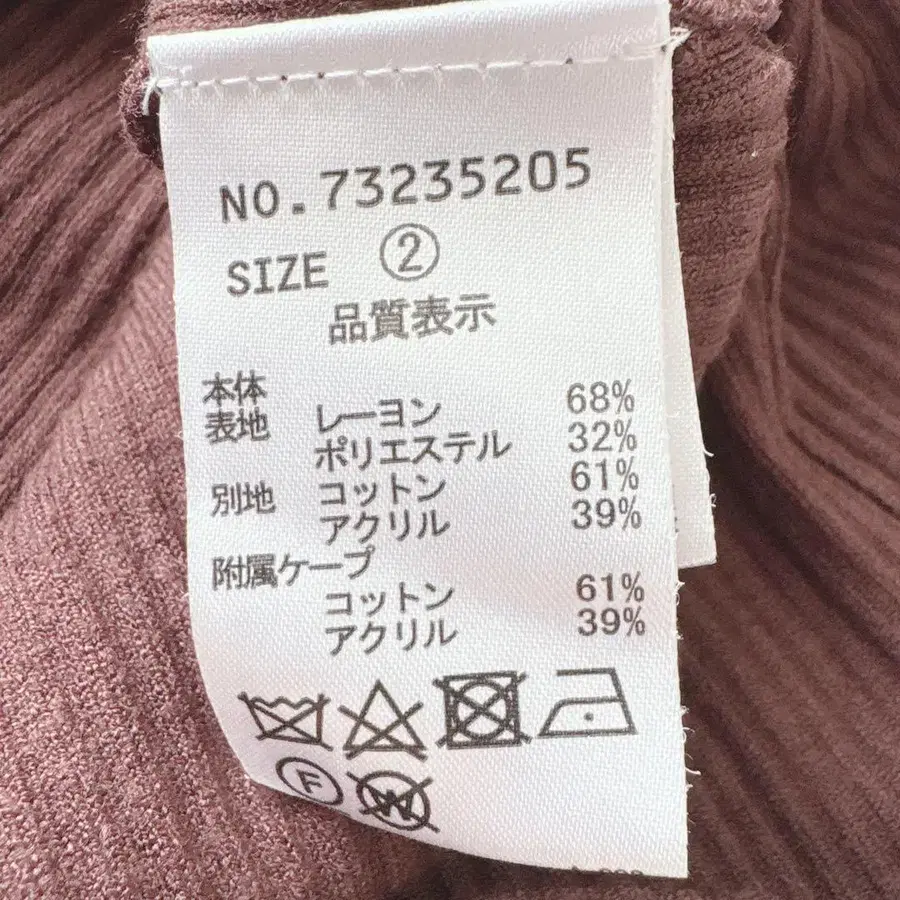 NO.73235205
SIZE ②
品質表示
本体
表地 レーヨン 68%
ポリエステル 32%
別地 コットン 61%
アクリル 39%
附属ケープ
コットン 61%
アクリル 39%
F
W